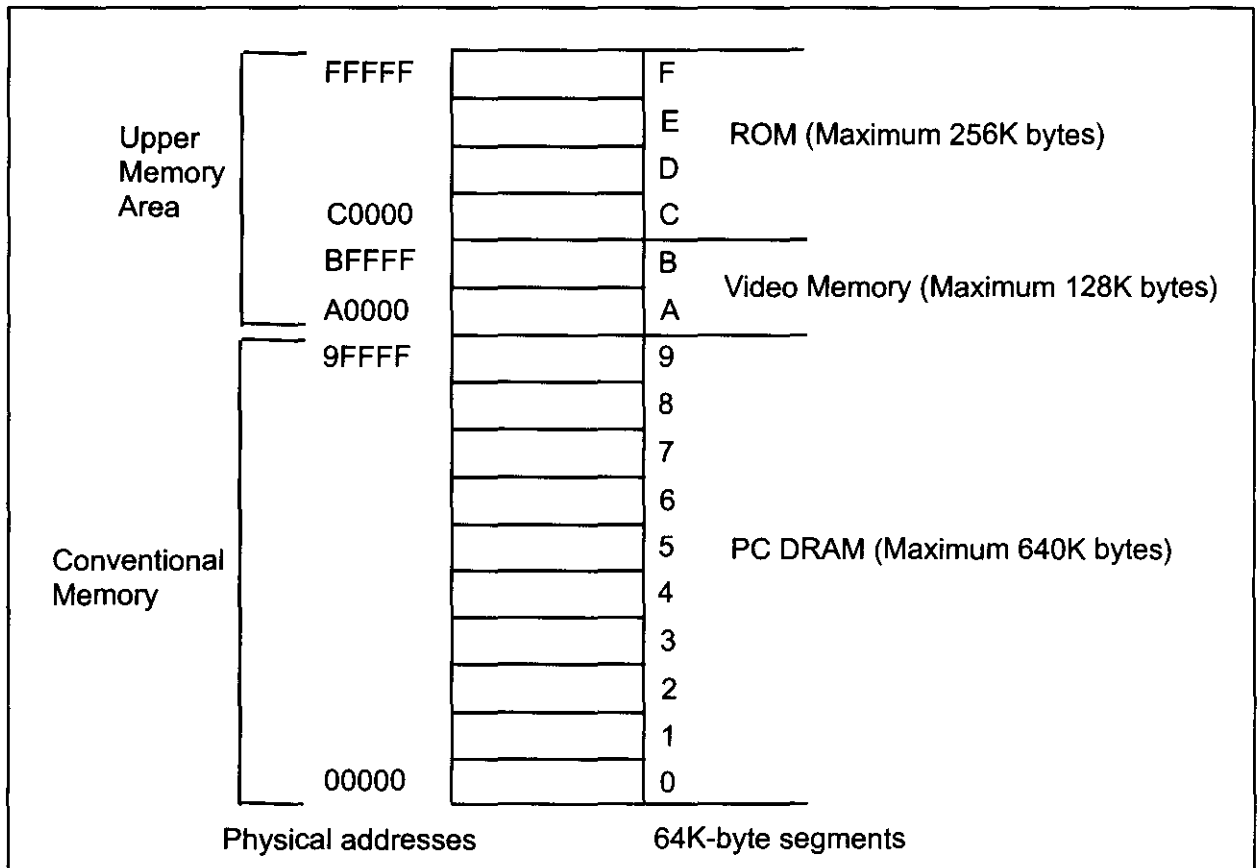 FFFFF F
E
Upper
Memory
Area
ROM (Maximum 256K bytes)
D
C0000 C
BFFFF B
Video Memory (Maximum 128K bytes)
A0000 A
9FFFF 9
8
7
6
Conventional
Memory
5 PC DRAM (Maximum 640K bytes)
4
3
2
1
00000 0
Physical addresses 64K-byte segments